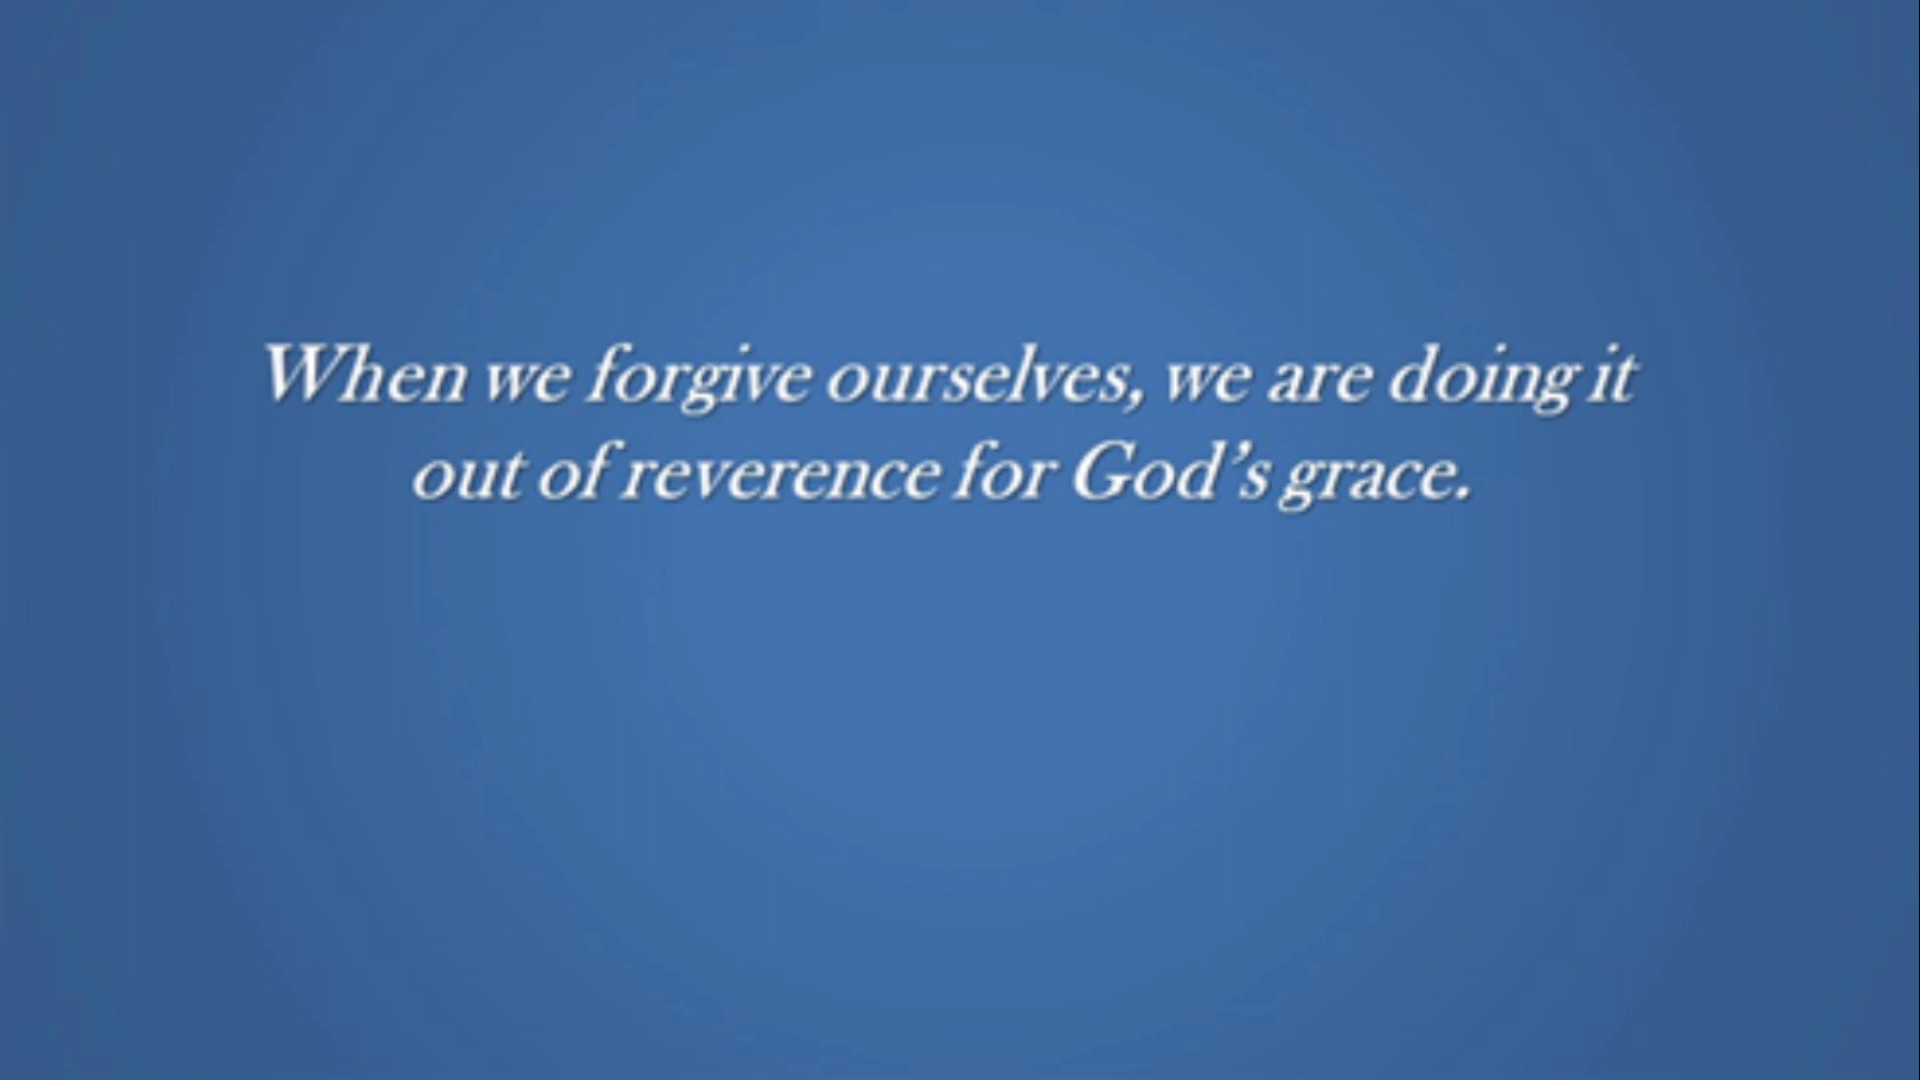 When we forgive ourselves, we are doing it
out of reverence for God’s grace.